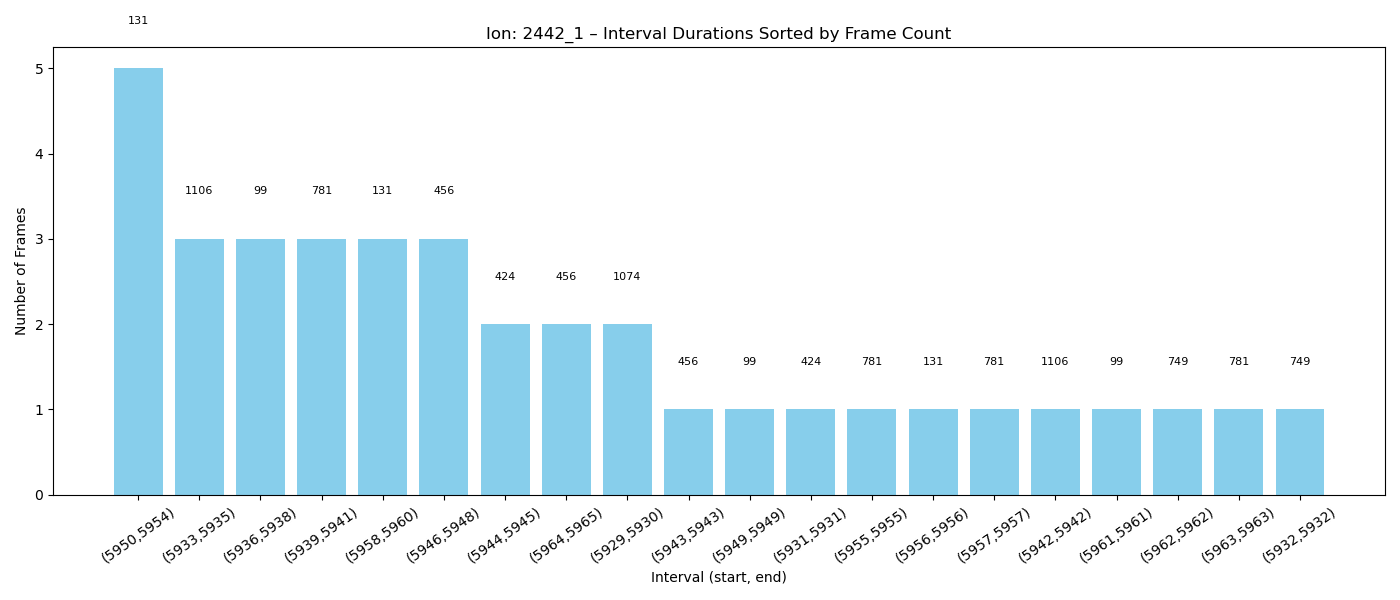 131
Ion: 2442_1 – Interval Durations Sorted by Frame Count
5
4
1106 99 781 131 456
3
424 456 1074
2
456 99 424 781 131 781 1106 99 749 781 749
1
0
Number of Frames
(5950,5954) (5933,5935) (5936,5938) (5939,5941) (5958,5960) (5946,5948) (5944,5945) (5964,5965) (5929,5930) (5943,5943) (5949,5949) (5931,5931) (5955,5955) (5956,5956) (5957,5957) (5942,5942) (5961,5961) (5962,5962) (5963,5963) (5932,5932)
Interval (start, end)